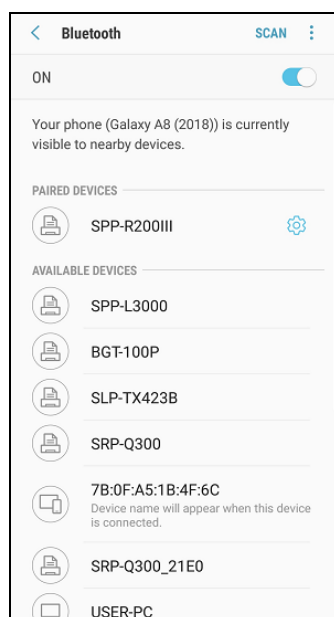 Bluetooth
SCAN
ON
Your phone (Galaxy A8 (2018)) is currently
visible to nearby devices.
PAIRED DEVICES
SPP-R200III
AVAILABLE DEVICES
SPP-L3000
BGT-100P
SLP-TX423B
SRP-Q300
7B:0F:A5:1B:4F:6C
Device name will appear when this device
is connected.
SRP-Q300_21E0
USER-PC